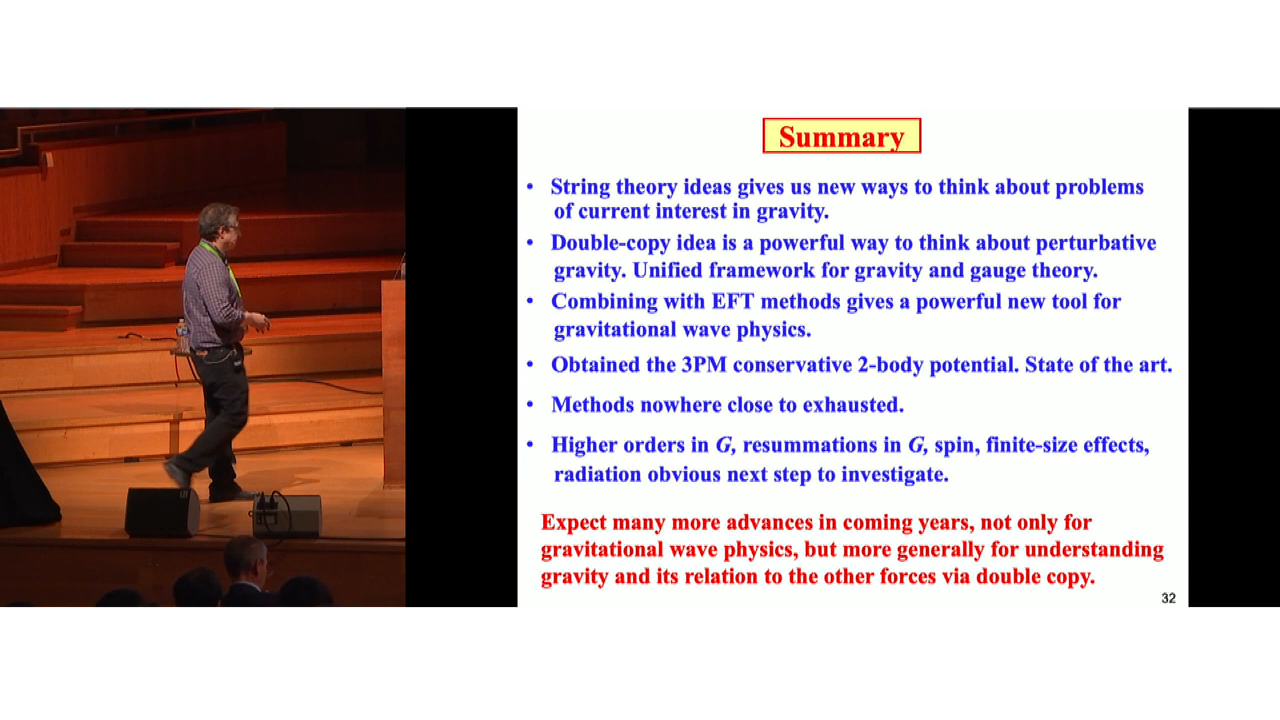 Summary
• String theory ideas gives us new ways to think about problems
of current interest in gravity.
• Double-copy idea is a powerful way to think about perturbative
gravity. Unified framework for gravity and gauge theory.
• Combining with EFT methods gives a powerful new tool for
gravitational wave physics.
• Obtained the 3PM conservative 2-body potential. State of the art.
• Methods nowhere close to exhausted.
• Higher orders in G, resummations in G, spin, finite-size effects,
radiation obvious next step to investigate.
Expect many more advances in coming years, not only for
gravitational wave physics, but more generally for understanding
gravity and its relation to the other forces via double copy.
32